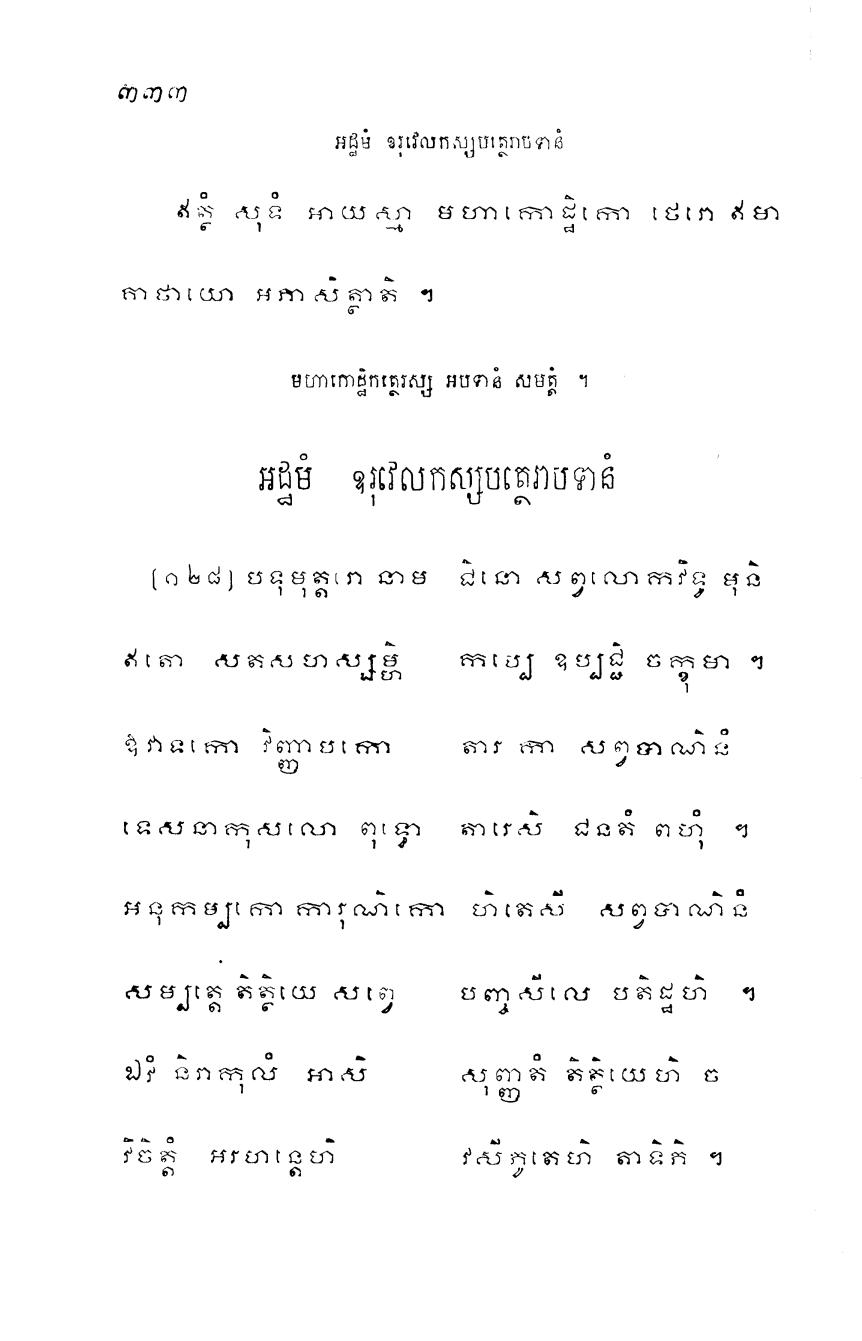 ៣៣៣
អដ្ឋមំ ឧរុវេលកស្សបត្ថេរាបទានំ
ឥត្ថំ សុទំ អាយស្មា មហាកោដ្ឋិកោ ថេរោ ឥមា
គាថាយោ អភាសិត្ថាតិ ។
មហាកោដ្ឋិកត្ថេរស្ស អបទានំ សមត្តំ ។
អដ្ឋមំ ឧរុវេលកស្សបត្ថេរាបទានំ
[១២៨] បទុមុត្តរោ នាម ជិនោ សព្វលោកវិទូ មុនិ
ឥតោ សតសហស្សម្ហិ កប្បេ ឧប្បជ្ជិ ចក្ខុមា ។
ឱវាទកោ វិញ្ញាបកោ តារកោ សព្វបាណិនំ
ទេសនាកុសលោ ពុទ្ធោ តារេសិ ជនតំ ពហុំ ។
អនុកម្បកោ ការុណិកោ ហិតេសី សព្វបាណិនំ
សម្បត្តេ តិត្ថិយេ សព្វេ បញ្ចសីលេ បតិដ្ឋហិ ។
ឯវំ និរាកុលំ អាសិ សុញ្ញតំ តិត្ថិយេហិ ច
វិចិត្តំ អរហន្តេហិ វសីភូតេហិ តាទិភិ ។